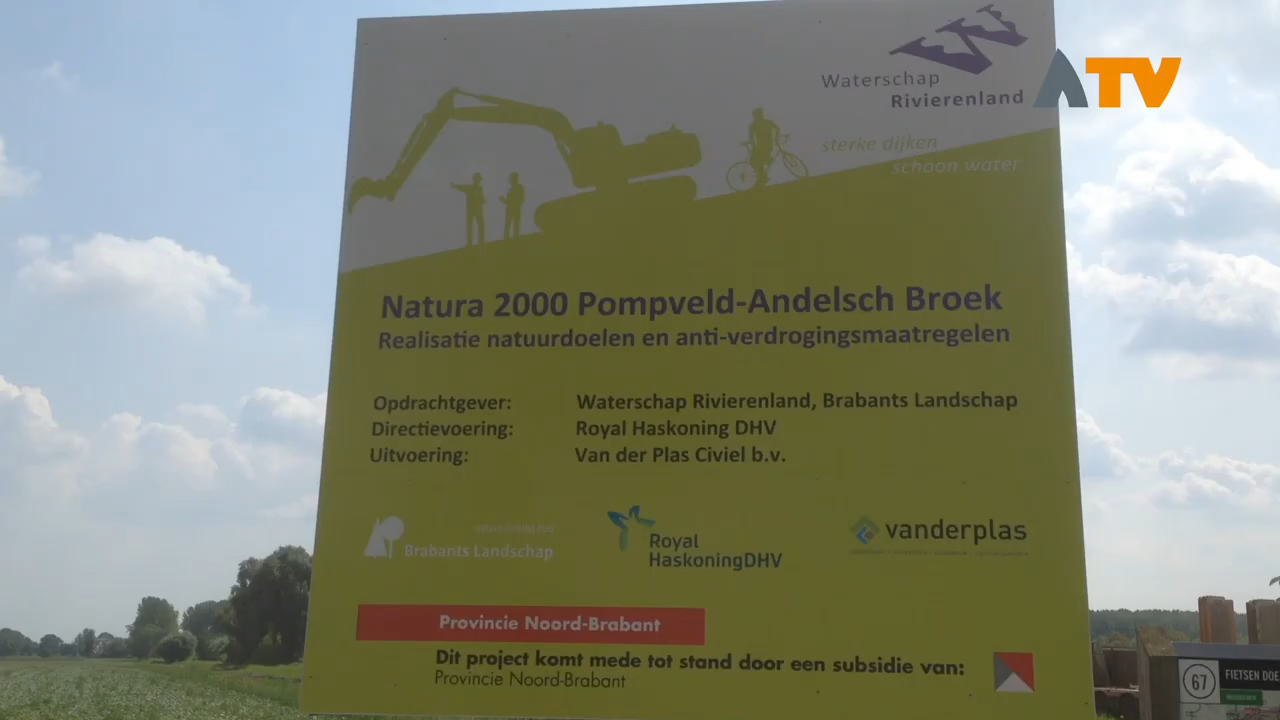 Waterschap
Rivierenland
ATV
sterke dijken
schoon water
Natura 2000 Pompveld-Andelsch Broek
Realisatie natuurdoelen en anti-verdrogingsmaatregelen
Opdrachtgever: Waterschap Rivierenland, Brabants Landschap
Directievoering: Royal Haskoning DHV
Uitvoering: Van der Plas Civiel b.v.
Brabants Landschap
Royal
HaskoningDHV
vanderplas
Provincie Noord-Brabant
Dit project komt mede tot stand door een subsidie van:
Provincie Noord-Brabant
67
FIETSEN DOE